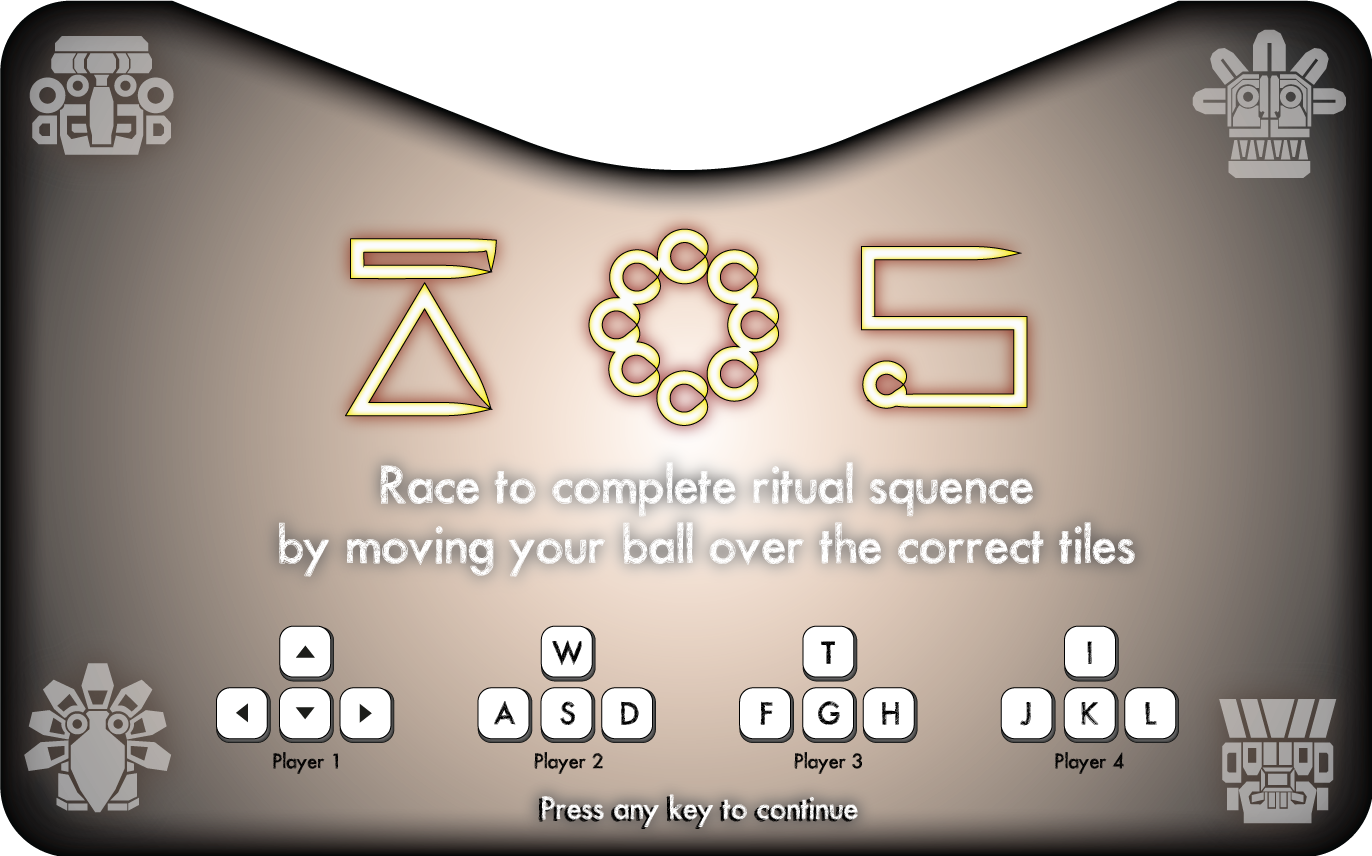 Race to complete ritual squence
by moving your ball over the correct tiles
W T I
A S D F G H J K L
Player 1 Player 2 Player 3 Player 4
Press any key to continue